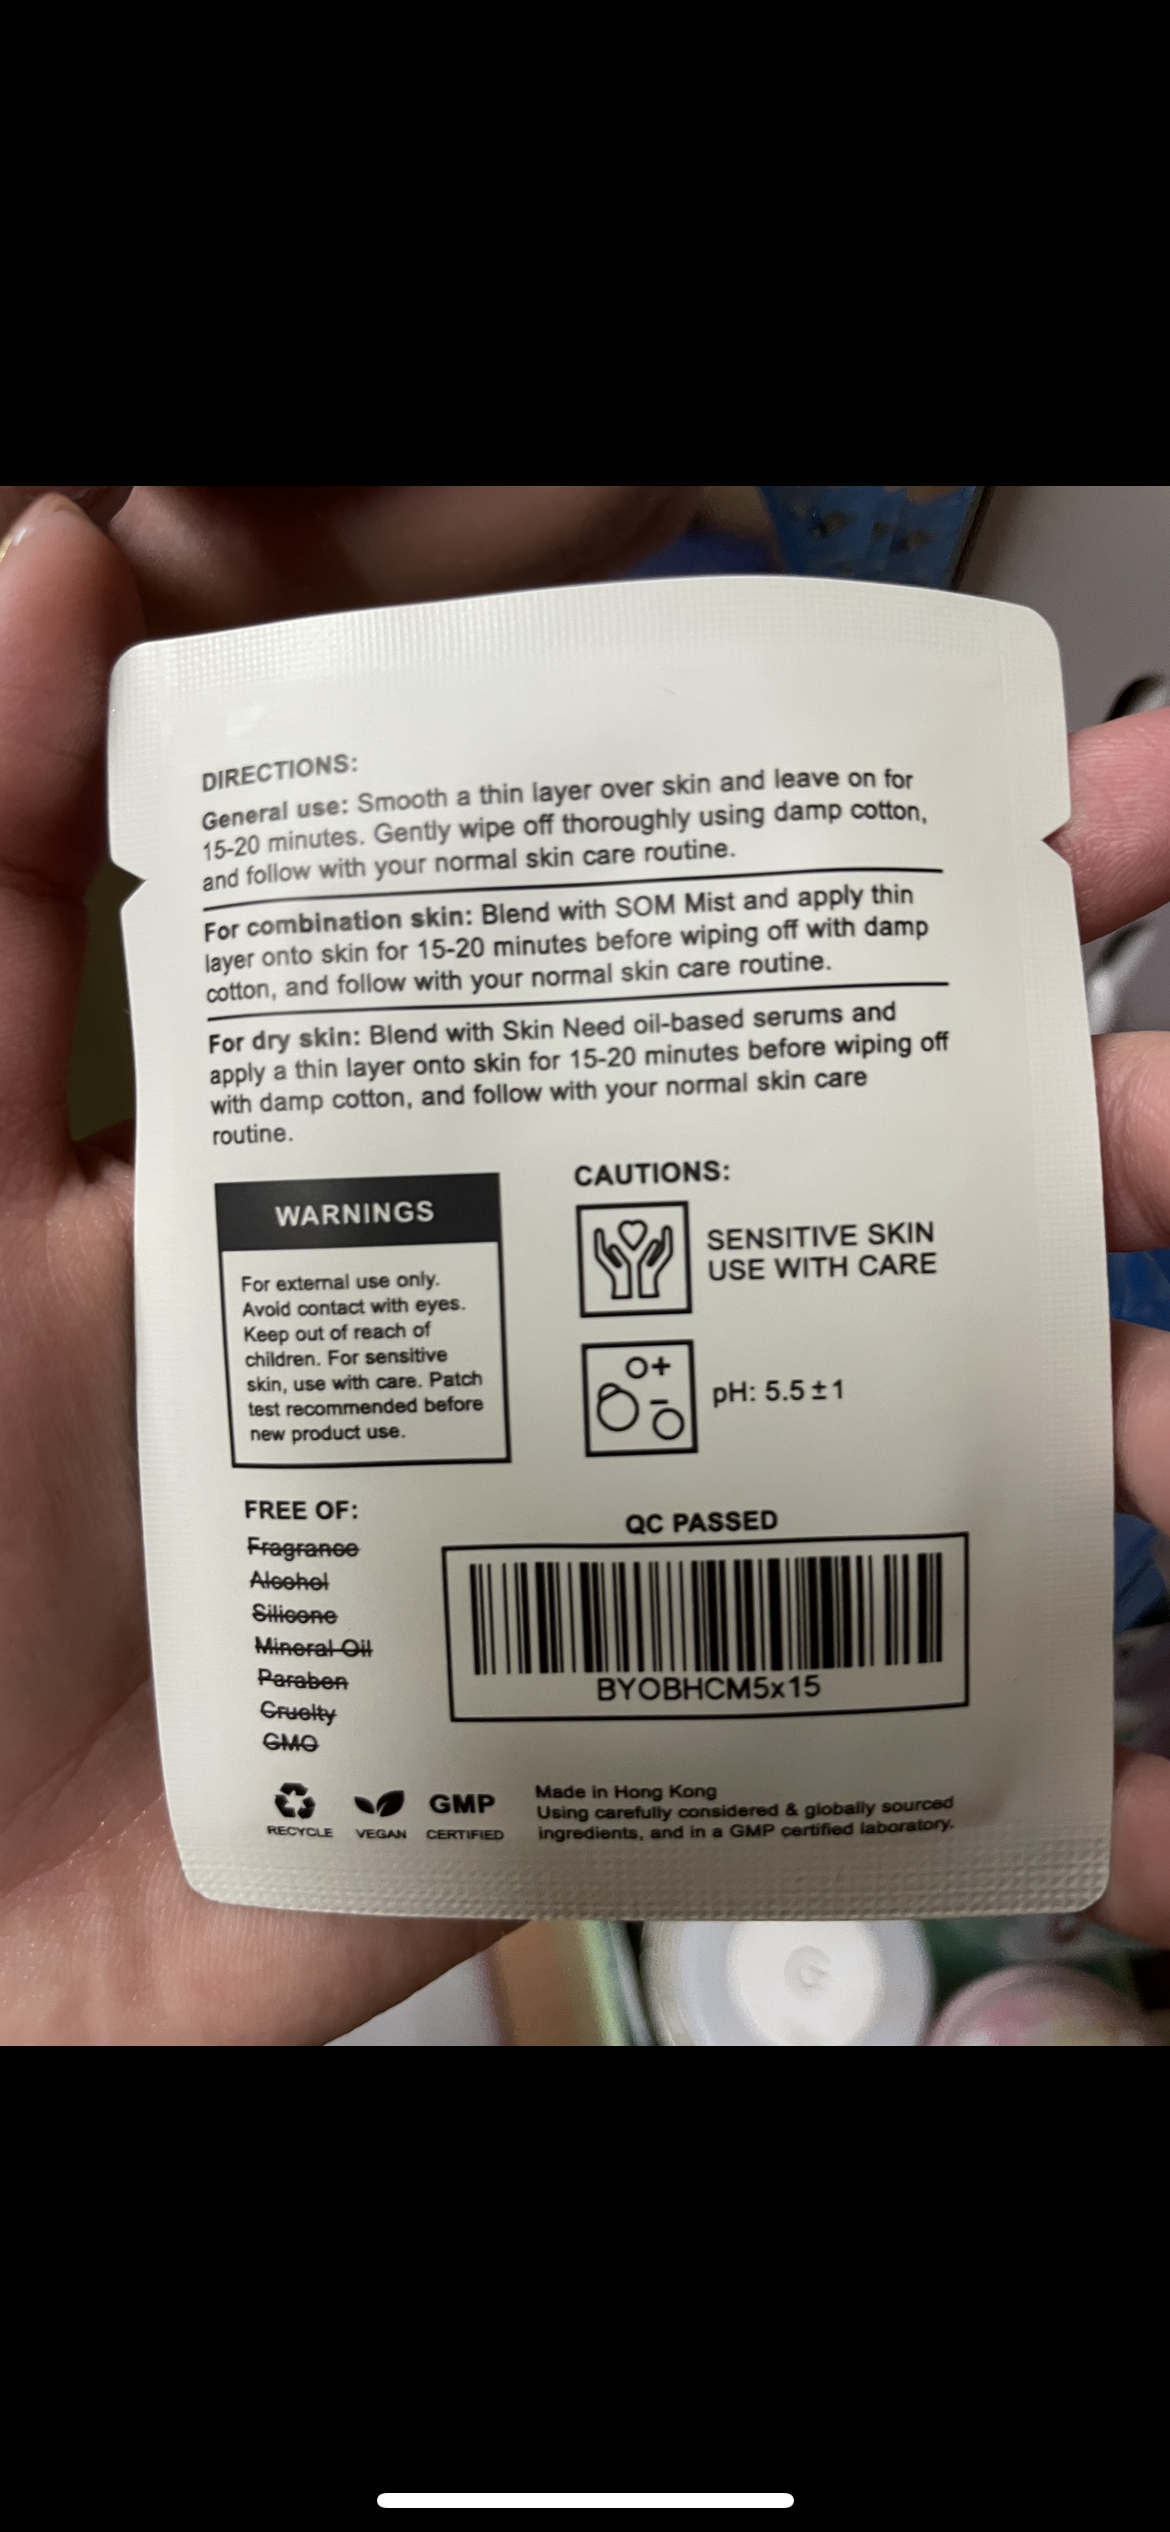 DIRECTIONS:
General use: Smooth a thin layer over skin and leave on for
15-20 minutes. Gently wipe off thoroughly using damp cotton,
and follow with your normal skin care routine.
For combination skin: Blend with SOM Mist and apply thin
layer onto skin for 15-20 minutes before wiping off with damp
cotton, and follow with your normal skin care routine.
For dry skin: Blend with Skin Need oil-based serums and
apply a thin layer onto skin for 15-20 minutes before wiping off
with damp cotton, and follow with your normal skin care
routine.
WARNINGS
For external use only.
Avoid contact with eyes.
Keep out of reach of
children. For sensitive
skin, use with care. Patch
test recommended before
new product use.
CAUTIONS:
SENSITIVE SKIN
USE WITH CARE
pH: 5.5±1
FREE OF:
Fragrance
Alcohol
Silicone
Mineral Oil
Paraben
Cruelty
GMO
QC PASSED
BYOBHCM5x15
RECYCLE
VEGAN
GMP
CERTIFIED
Made in Hong Kong
Using carefully considered & globally sourced
ingredients, and in a GMP certified laboratory.